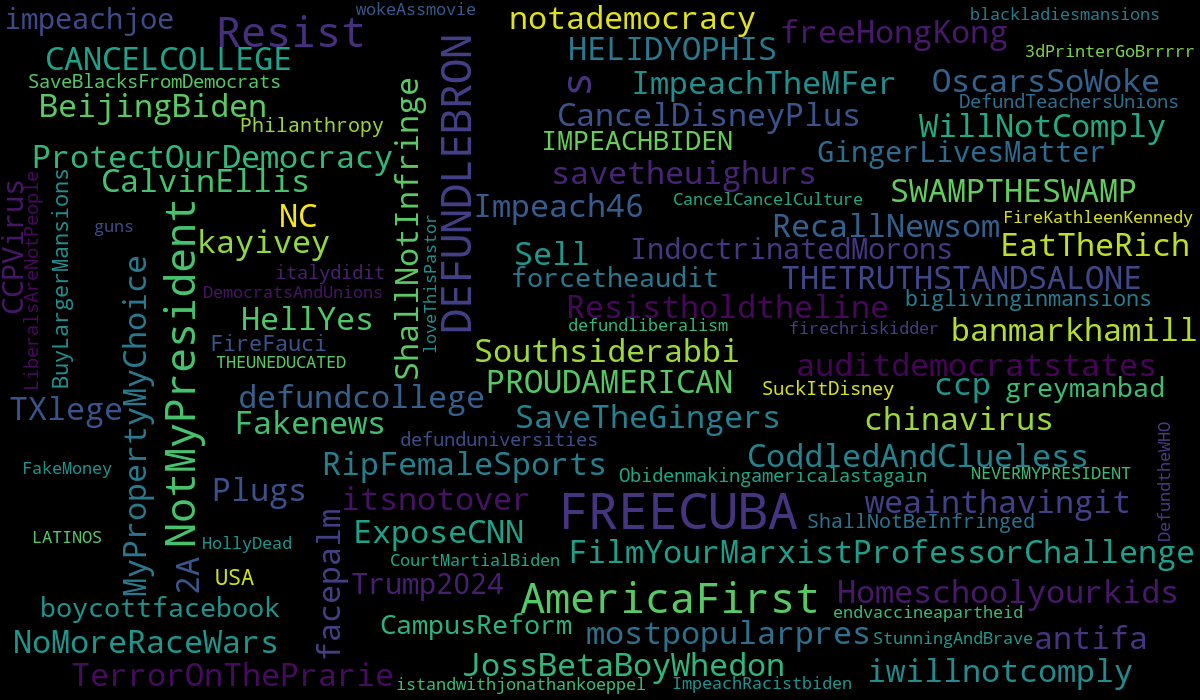 impeachjoe
Resist
wokeAssmovie
notademocracy
freeHongKong
blackladiesmansions
CANCELCOLLEGE
HELIDYOPHIS
3dPrinterGoBrrrrr
SaveBlacksFromDemocrats
DEFUNDLEBRON
S
ImpeachTheMFer
OscarsSoWoke
BeijingBiden
ShallNotInfringe
CancelDisneyPlus
DefundTeachersUnions
Philanthropy
WillNotComply
IMPEACHBIDEN
GingerLivesMatter
ProtectOurDemocracy
CalvinEllis
savetheuighurs
SWAMPTHESWAMP
CCPVirus
LiberalsAreNotPeople
BuyLargerMansions
guns
NotMyPresident
NC
Impeach46
CancelCancelCulture
RecallNewsom
FireKathleenKennedy
kayivey
loveThisPastor
Sell
IndoctrinatedMorons
EatTheRich
MyPropertyMyChoice
italydidit
forcetheaudit
THETRUTHSTANDSALONE
DemocratsAndUnions
Resistholdtheline
biglivinginmansions
HellYes
defundliberalism
firechriskidder
banmarkhamill
FireFauci
THEUNEDUCATED
Southsiderabbi
auditdemocratstates
PROUDAMERICAN
SuckItDisney
ccp
greymanbad
TXlege
defundcollege
Fakenews
SaveTheGingers
chinavirus
defunduniversities
DefundtheWHO
FakeMoney
RipFemaleSports
CoddledAndClueless
Obidenmakingamericalastagain
NEVERMYPRESIDENT
Plugs
itsnotover
FREECUBA
weainthavingit
ShallNotBeInfringed
LATINOS
HollyDead
facepalm
ExposeCNN
FilmYourMarxistProfessorChallenge
2A
USA
CourtMartialBiden
Trump2024
AmericaFirst
Homeschoolyourkids
boycottfacebook
endvaccineapartheid
NoMoreRaceWars
CampusReform
mostpopularpres
StunningAndBrave
antifa
TerrorOnThePrarie
JossBetaBoyWhedon
iwillnotcomply
istandwithjonathankoeppel
ImpeachRacistbiden